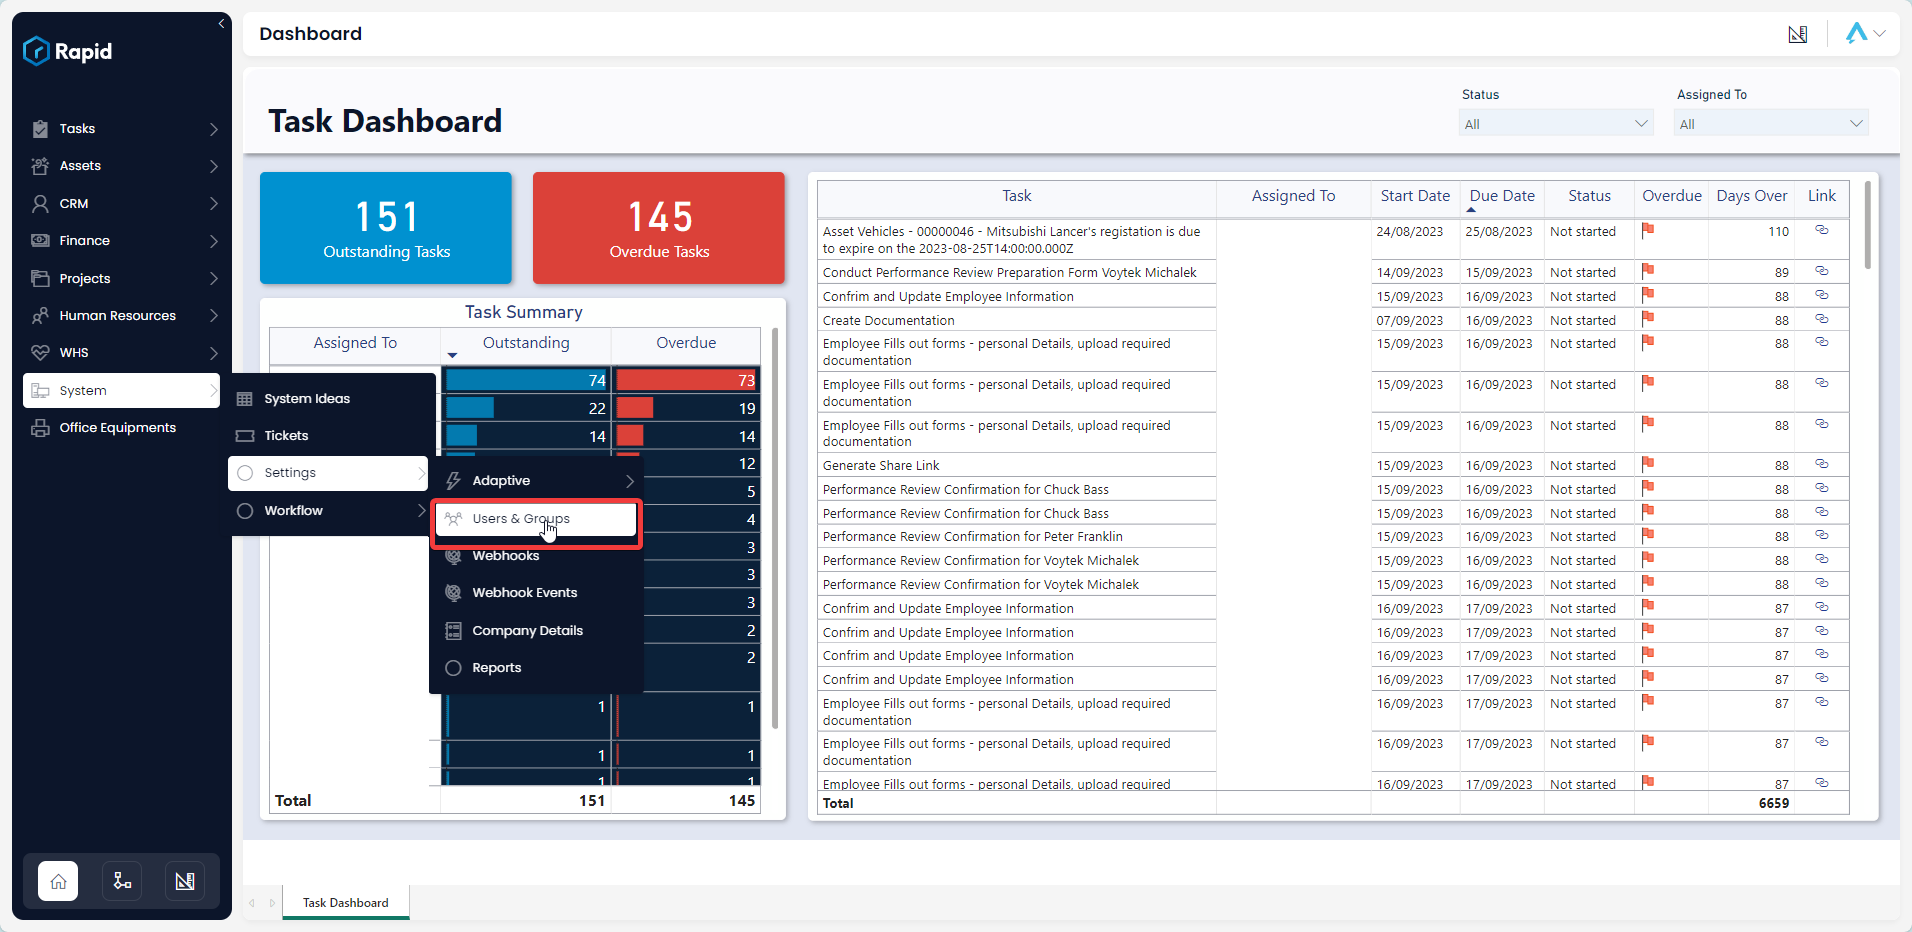 Rapid
Tasks
Assets
CRM
Finance
Projects
Human Resources
WHS
System
Office Equipments
System Ideas
Tickets
Settings
Workflow
Adaptive
Users & Groups
Webhooks
Webhook Events
Company Details
Reports
Dashboard
Task Dashboard
Status
All
Assigned To
All
151
Outstanding Tasks
145
Overdue Tasks
Task Summary
Assigned To Outstanding Overdue
74 73
22 19
14 14
12
5
4
3
3
3
2
2
1 1
1 1
1 1
Total 151 145
Task Assigned To Start Date Due Date Status Overdue Days Over Link
Asset Vehicles - 00000046 - Mitsubishi Lancer's registation is due 24/08/2023 25/08/2023 Not started 110
to expire on the 2023-08-25T14:00:00.000Z
Conduct Performance Review Preparation Form Voytek Michalek 14/09/2023 15/09/2023 Not started 89
Confrim and Update Employee Information 15/09/2023 16/09/2023 Not started 88
Create Documentation 07/09/2023 16/09/2023 Not started 88
Employee Fills out forms - personal Details, upload required 15/09/2023 16/09/2023 Not started 88
documentation
Employee Fills out forms - personal Details, upload required 15/09/2023 16/09/2023 Not started 88
documentation
Employee Fills out forms - personal Details, upload required 15/09/2023 16/09/2023 Not started 88
documentation
Generate Share Link 15/09/2023 16/09/2023 Not started 88
Performance Review Confirmation for Chuck Bass 15/09/2023 16/09/2023 Not started 88
Performance Review Confirmation for Chuck Bass 15/09/2023 16/09/2023 Not started 88
Performance Review Confirmation for Peter Franklin 15/09/2023 16/09/2023 Not started 88
Performance Review Confirmation for Voytek Michalek 15/09/2023 16/09/2023 Not started 88
Performance Review Confirmation for Voytek Michalek 15/09/2023 16/09/2023 Not started 88
Confrim and Update Employee Information 16/09/2023 17/09/2023 Not started 87
Confrim and Update Employee Information 16/09/2023 17/09/2023 Not started 87
Confrim and Update Employee Information 16/09/2023 17/09/2023 Not started 87
Confrim and Update Employee Information 16/09/2023 17/09/2023 Not started 87
Employee Fills out forms - personal Details, upload required 16/09/2023 17/09/2023 Not started 87
documentation
Employee Fills out forms - personal Details, upload required 16/09/2023 17/09/2023 Not started 87
documentation
Employee Fills out forms - personal Details, upload required 16/09/2023 17/09/2023 Not started 87
Total 6659
Task Dashboard